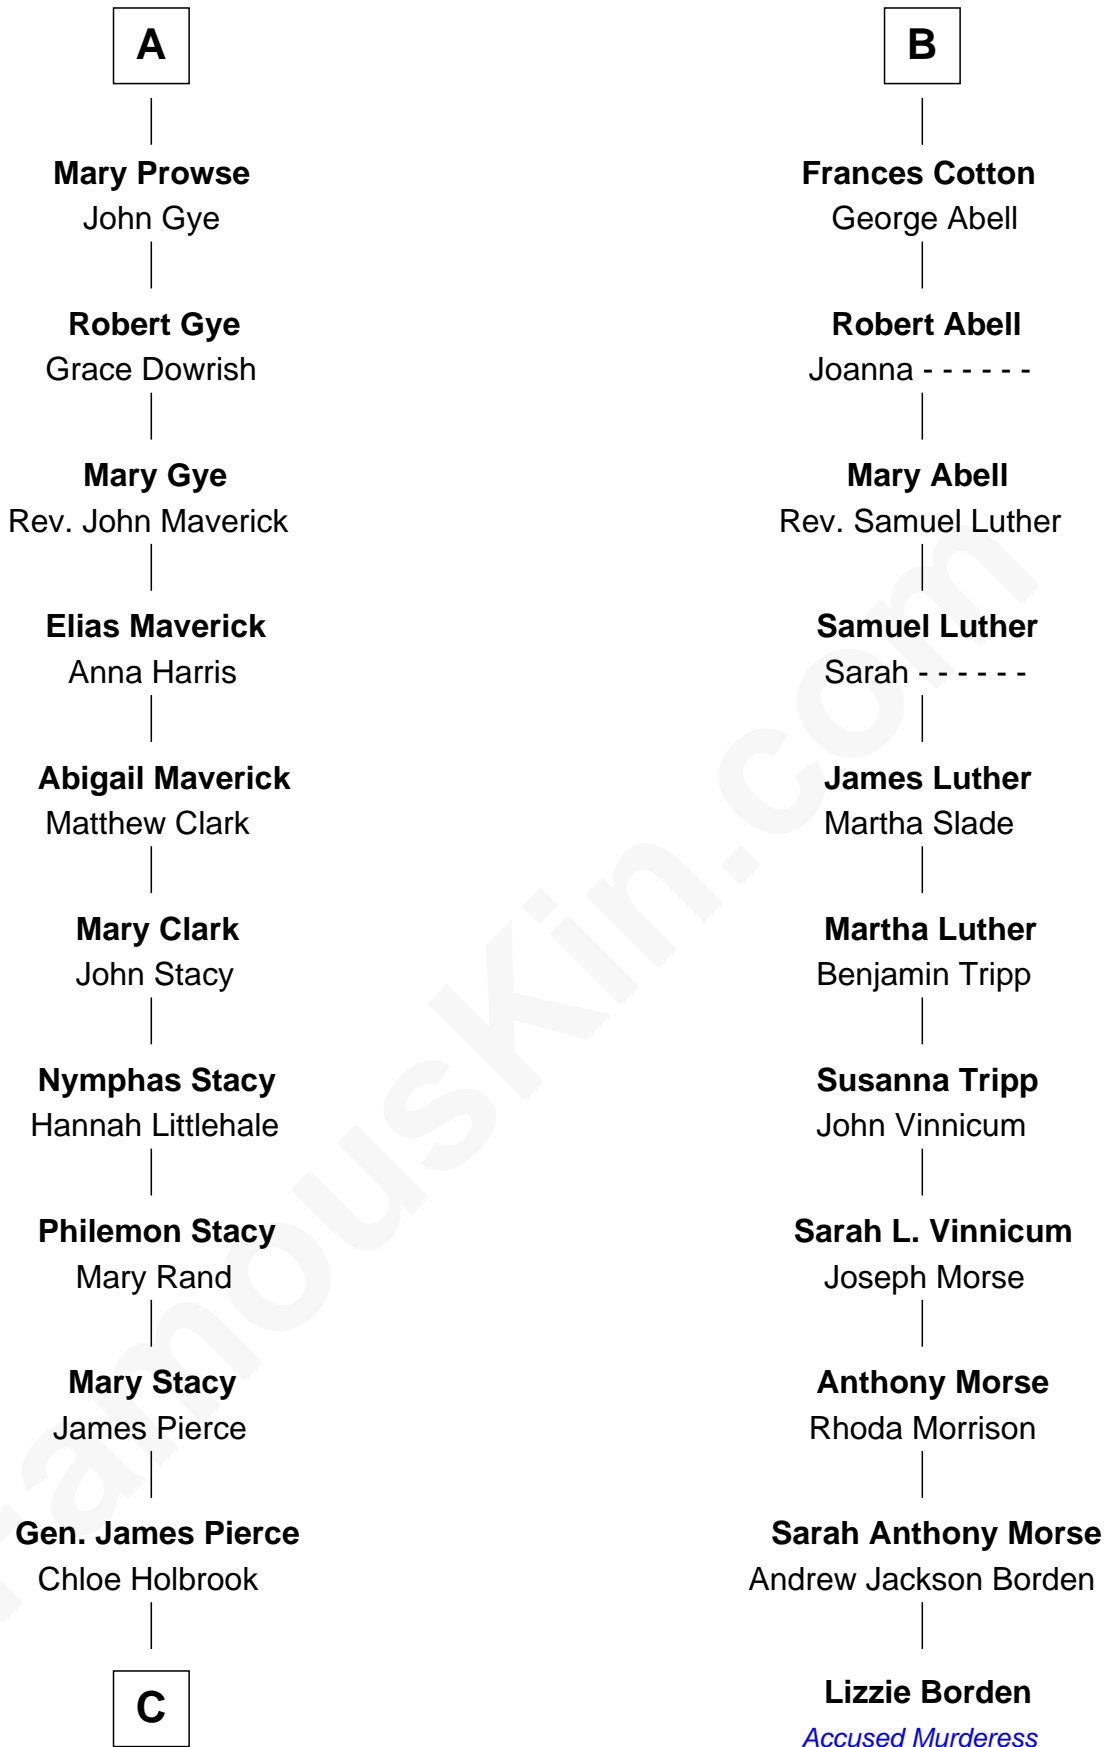 A
Mary Prowse
John Gye
Robert Gye
Grace Dowrish
Mary Gye
Rev. John Maverick
Elias Maverick
Anna Harris
Abigail Maverick
Matthew Clark
Mary Clark
John Stacy
Nymphas Stacy
Hannah Littlehale
Philemon Stacy
Mary Rand
Mary Stacy
James Pierce
Gen. James Pierce
Chloe Holbrook
C
B
Frances Cotton
George Abell
Robert Abell
Joanna - - - - - -
Mary Abell
Rev. Samuel Luther
Samuel Luther
Sarah - - - - - -
James Luther
Martha Slade
Martha Luther
Benjamin Tripp
Susanna Tripp
John Vinnicum
Sarah L. Vinnicum
Joseph Morse
Anthony Morse
Rhoda Morrison
Sarah Anthony Morse
Andrew Jackson Borden
Lizzie Borden
Accused Murderess
FamousKin.com